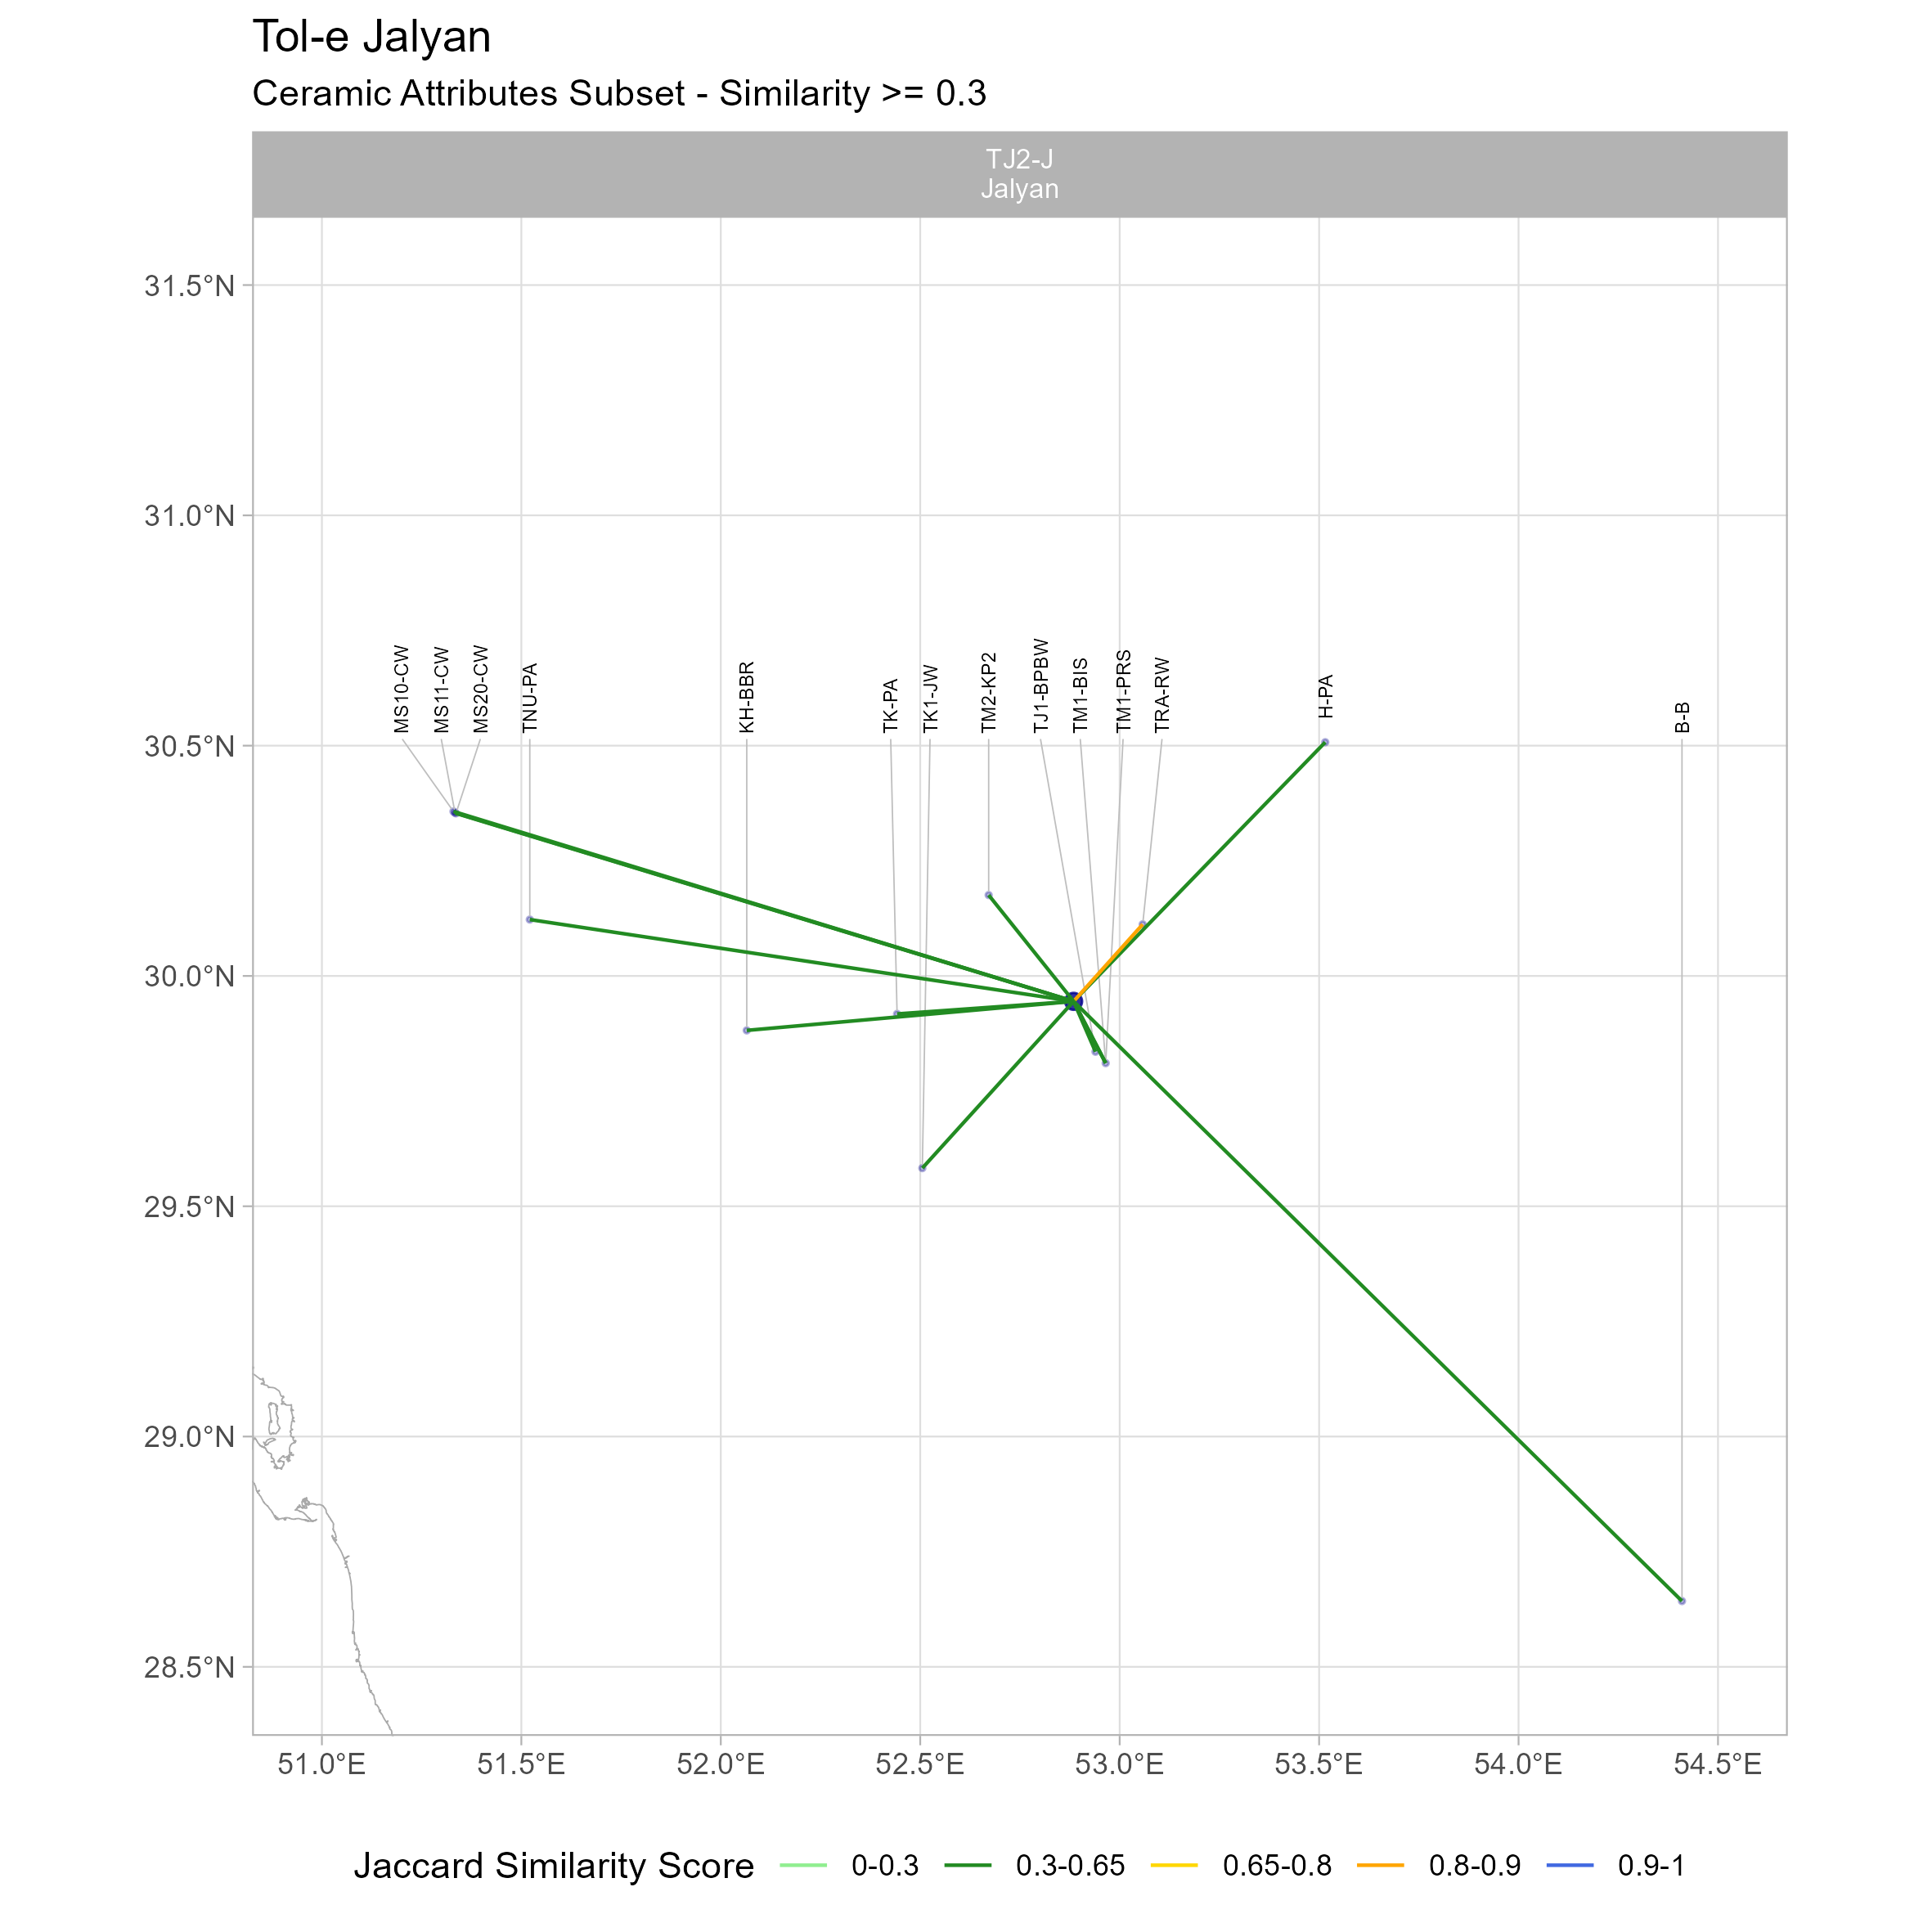 Tol-e Jalyan
Ceramic Attributes Subset - Similarity >= 0.3
TJ2-J
Jalyan
31.5°N
31.0°N
30.5°N
30.0°N
29.5°N
29.0°N
28.5°N
MS10-CW
MS11-CW
MS20-CW
TNU-PA
KH-BBR
TK-PA
TK1-JW
TM2-KP2
TJ1-BPBW
TM1-BIS
TM1-PRS
TRA-RW
H-PA
B-B
51.0°E 51.5°E 52.0°E 52.5°E 53.0°E 53.5°E 54.0°E 54.5°E
Jaccard Similarity Score 0-0.3 0.3-0.65 0.65-0.8 0.8-0.9 0.9-1